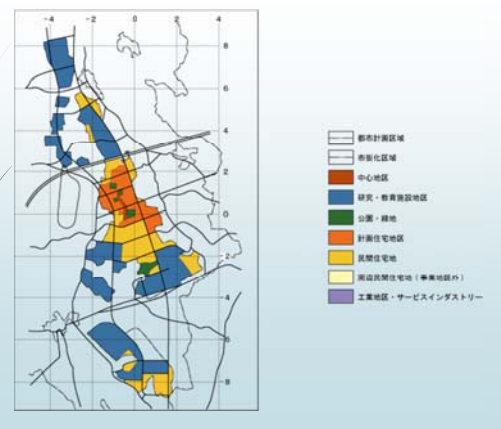 -4 -2 0 2 4
8
6
4
2
0
-2
-4
-6
-8
都市計画区域
市街化区域
中心地区
研究・教育施設地区
公園・緑地
計画住宅地区
民間住宅地
周辺民間住宅地（事業地区外）
工業地区・サービスインダストリー